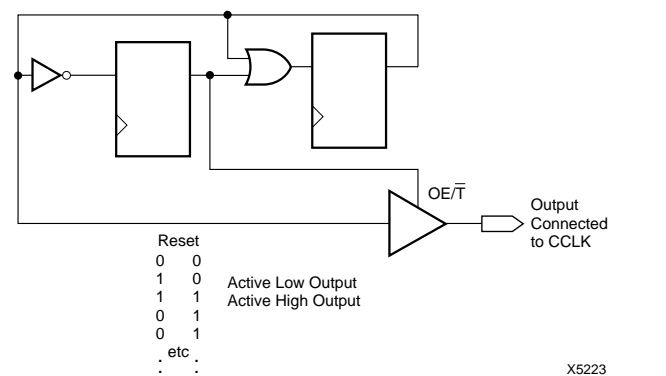 OE/T̅
Output
Connected
to CCLK
Reset
0 0
1 0
1 1
0 1
0 1
etc
. .
. .
Active Low Output
Active High Output
X5223